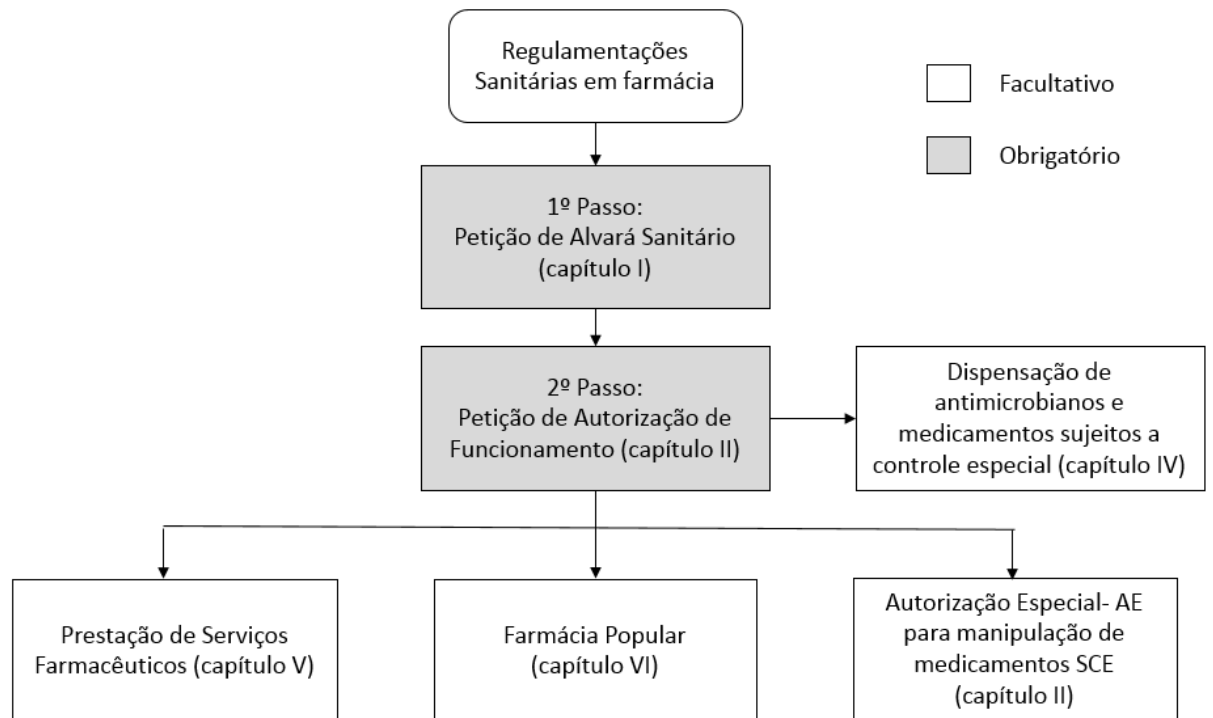 Regulamentações
Sanitárias em farmácia
Facultativo
Obrigatório
1º Passo:
Petição de Alvará Sanitário
(capítulo I)
2º Passo:
Petição de Autorização de
Funcionamento (capítulo II)
Dispensação de
antimicrobianos e
medicamentos sujeitos a
controle especial (capítulo IV)
Prestação de Serviços
Farmacêuticos (capítulo V)
Farmácia Popular
(capítulo VI)
Autorização Especial- AE
para manipulação de
medicamentos SCE
(capítulo II)